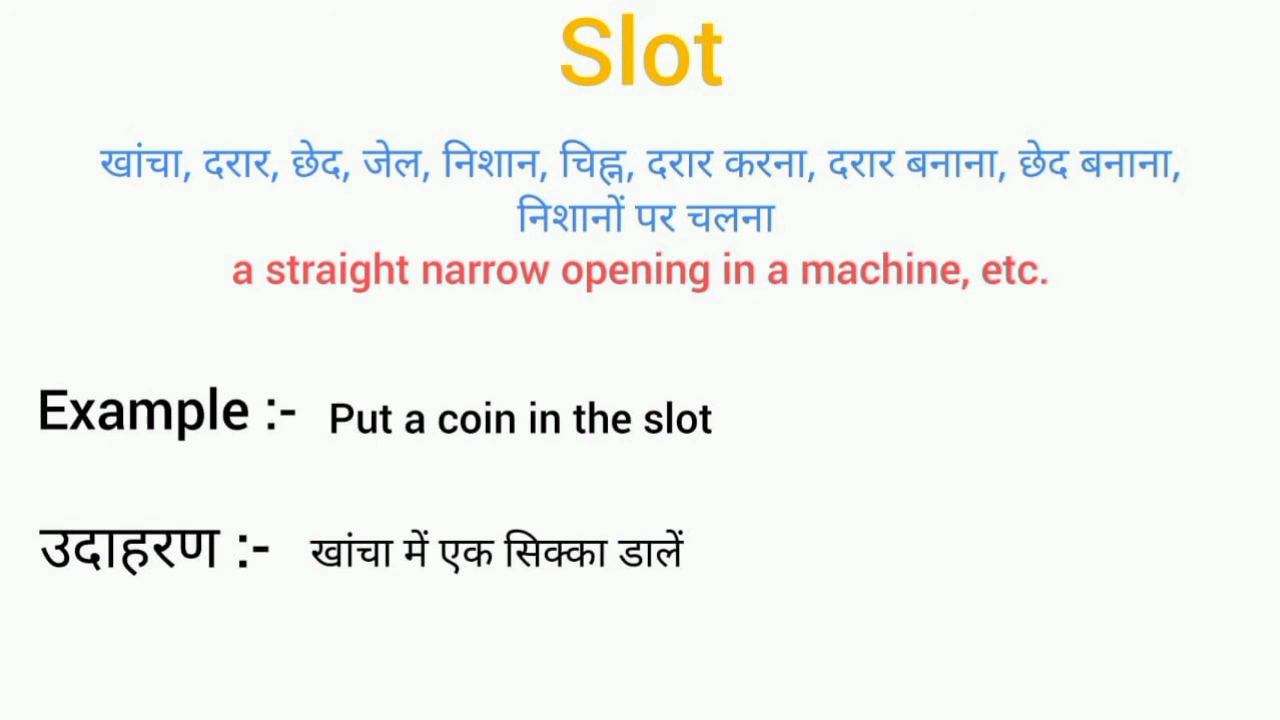 Slot
खांचा, दरार, छेद, जेल, निशान, चिह्न, दरार करना, दरार बनाना, छेद बनाना,
निशानों पर चलना
a straight narrow opening in a machine, etc.
Example :- Put a coin in the slot
उदाहरण :- खांचा में एक सिक्का डालें